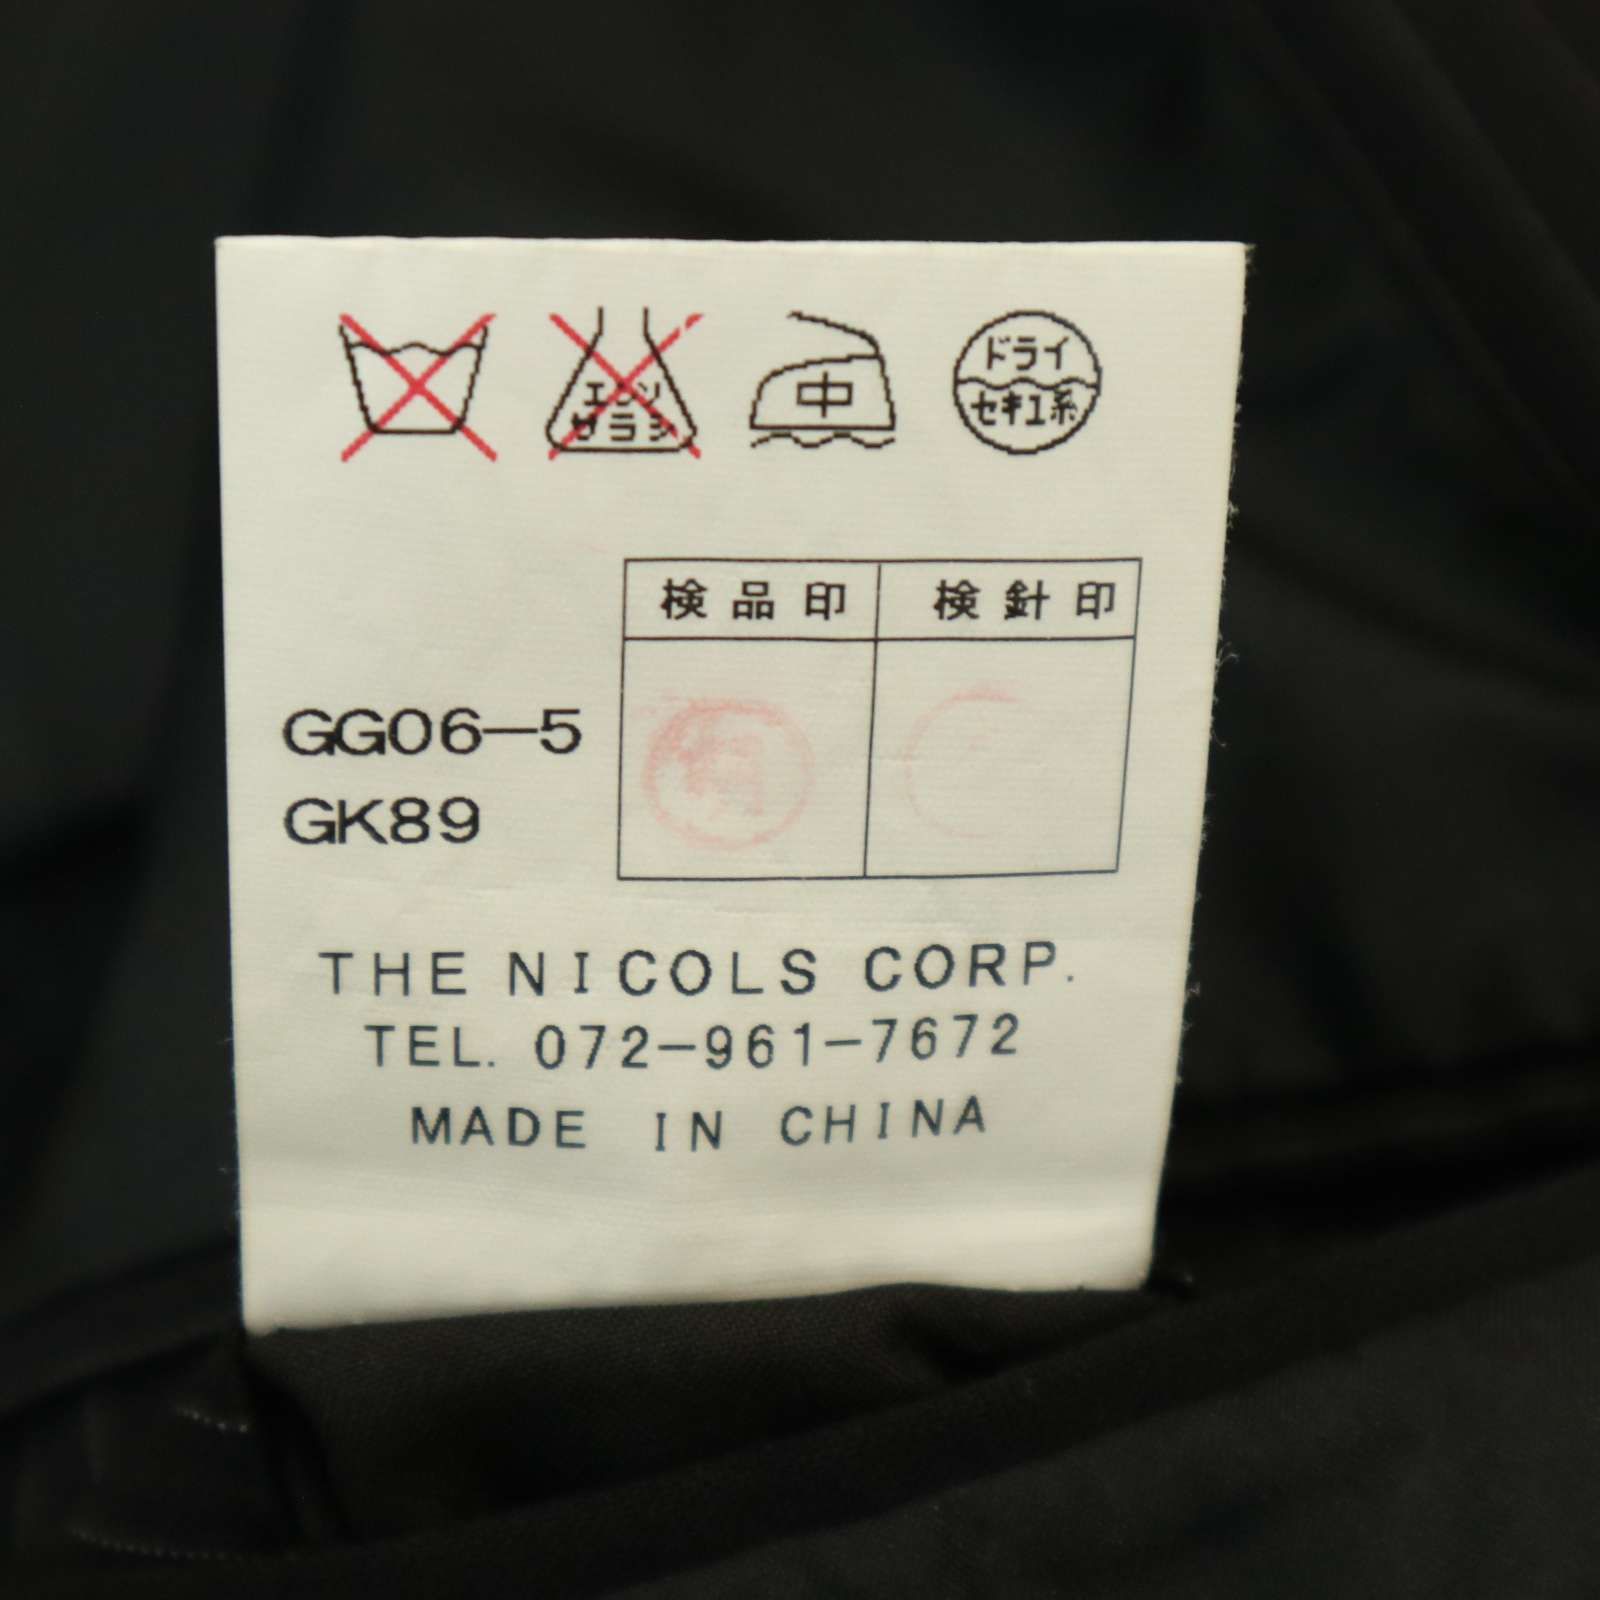 エンソ
サラシ
中
ドライ
セキユ系
検品印 検針印
GG06-5
GK89
THE NICOLS CORP.
TEL. 072-961-7672
MADE IN CHINA